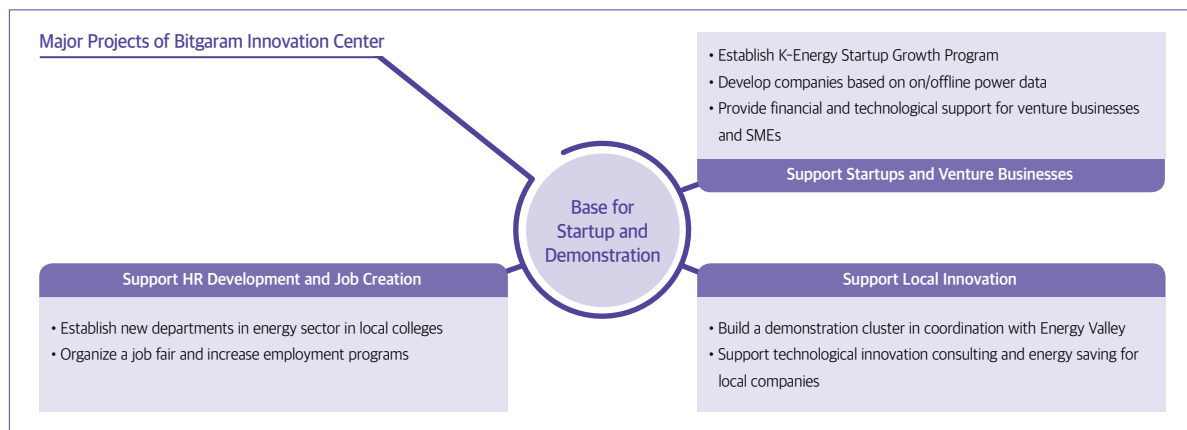 Major Projects of Bitgaram Innovation Center
• Establish K-Energy Startup Growth Program
• Develop companies based on on/offline power data
• Provide financial and technological support for venture businesses
and SMEs
Support Startups and Venture Businesses
Base for
Startup and
Demonstration
Support HR Development and Job Creation
• Establish new departments in energy sector in local colleges
• Organize a job fair and increase employment programs
Support Local Innovation
• Build a demonstration cluster in coordination with Energy Valley
• Support technological innovation consulting and energy saving for
local companies